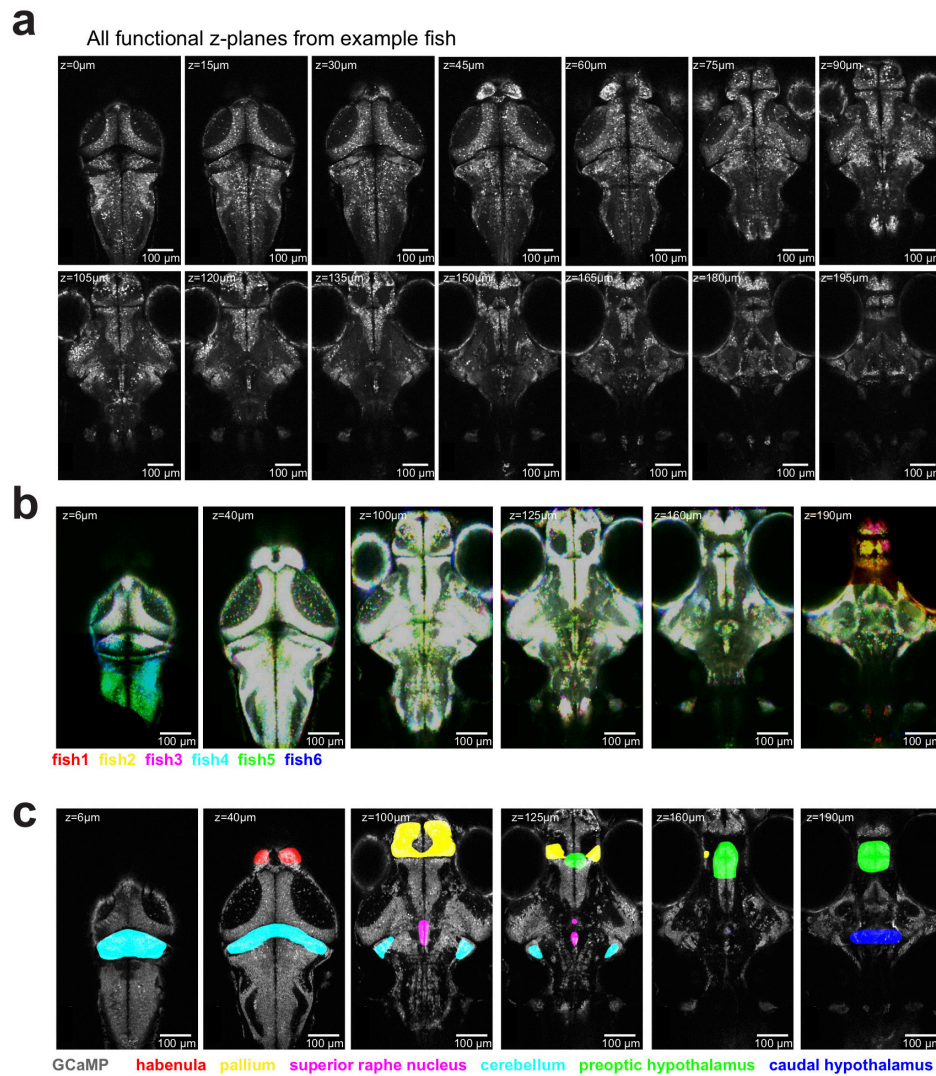 a
All functional z-planes from example fish
z=0µm z=15µm z=30µm z=45µm z=60µm z=75µm z=90µm
100 µm 100 µm 100 µm 100 µm 100 µm 100 µm 100 µm
z=105µm z=120µm z=135µm z=150µm z=165µm z=180µm z=195µm
100 µm 100 µm 100 µm 100 µm 100 µm 100 µm 100 µm
b
z=6µm z=40µm z=100µm z=125µm z=160µm z=190µm
100 µm 100 µm 100 µm 100 µm 100 µm 100 µm
fish1 fish2 fish3 fish4 fish5 fish6
c
z=6µm z=40µm z=100µm z=125µm z=160µm z=190µm
100 µm 100 µm 100 µm 100 µm 100 µm 100 µm
GCaMP habenula pallium superior raphe nucleus cerebellum preoptic hypothalamus caudal hypothalamus